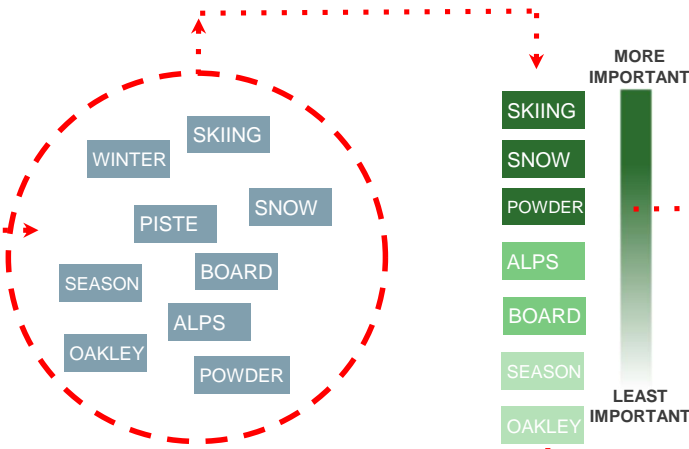 SKIING
WINTER
SNOW
PISTE
BOARD
SEASON
ALPS
OAKLEY
POWDER
MORE
IMPORTANT
SKIING
SNOW
POWDER
ALPS
BOARD
SEASON
OAKLEY
LEAST
IMPORTANT